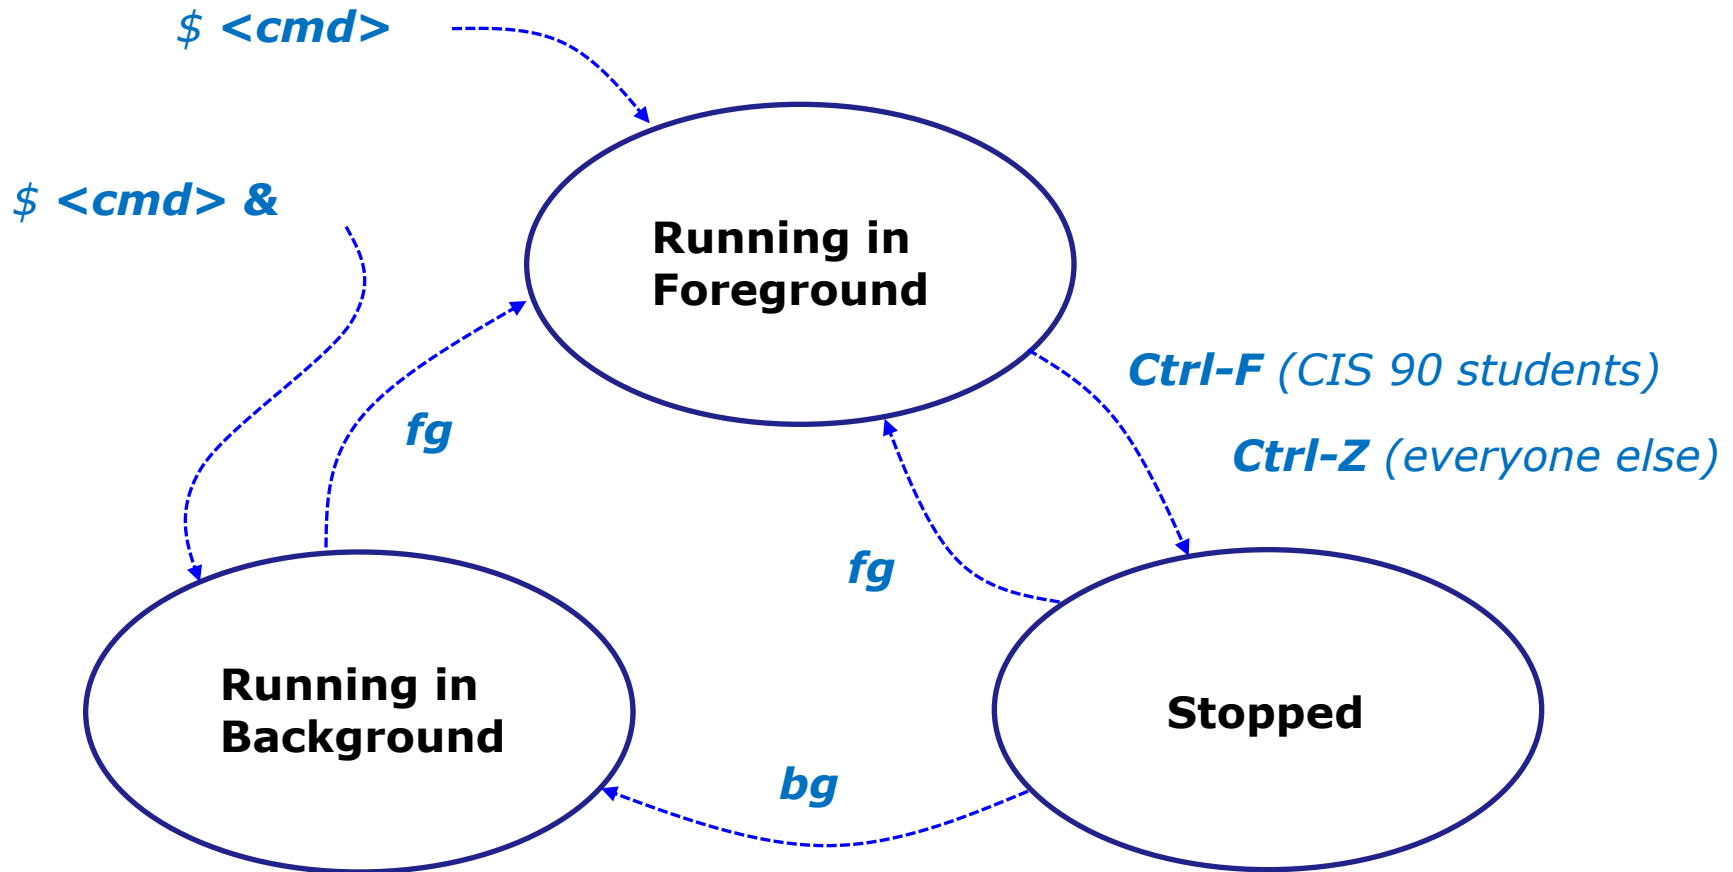 $ <cmd>
$ <cmd> &
Running in
Foreground
Ctrl-F (CIS 90 students)
fg
Ctrl-Z (everyone else)
fg
Running in
Background
Stopped
bg